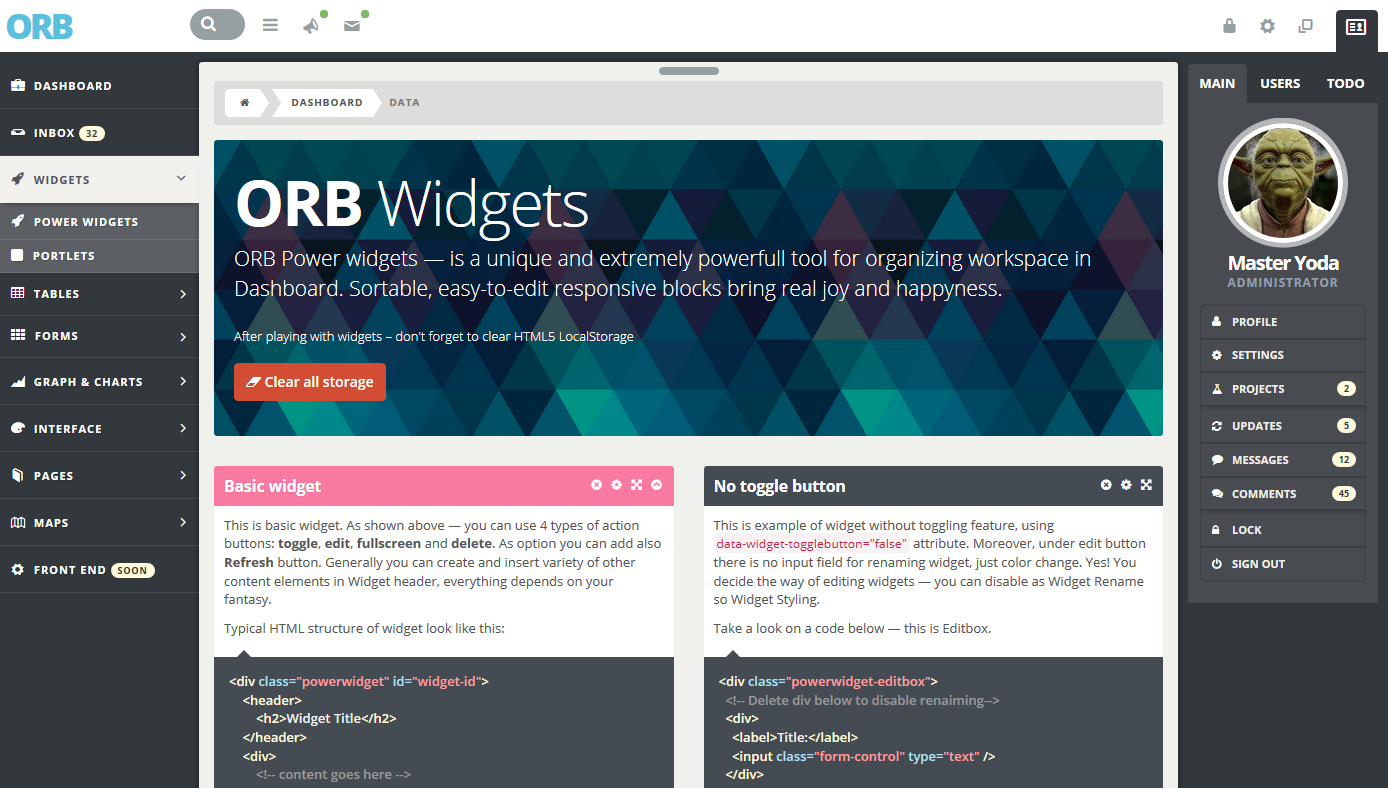 ORB
DASHBOARD
INBOX 32
WIDGETS
POWER WIDGETS
PORTLETS
TABLES
FORMS
GRAPH & CHARTS
INTERFACE
PAGES
MAPS
FRONT END SOON
DASHBOARD DATA
ORB Widgets
ORB Power widgets — is a unique and extremely powerfull tool for organizing workspace in
Dashboard. Sortable, easy-to-edit responsive blocks bring real joy and happyness.
After playing with widgets – don't forget to clear HTML5 LocalStorage
Clear all storage
Basic widget
This is basic widget. As shown above — you can use 4 types of action
buttons: toggle, edit, fullscreen and delete. As option you can add also
Refresh button. Generally you can create and insert variety of other
content elements in Widget header, everything depends on your
fantasy.
Typical HTML structure of widget look like this:
<div class="powerwidget" id="widget-id">
<header>
<h2>Widget Title</h2>
</header>
<div>
<!-- content goes here -->
No toggle button
This is example of widget without toggling feature, using
data-widget-togglebutton="false" attribute. Moreover, under edit button
there is no input field for renaming widget, just color change. Yes! You
decide the way of editing widgets — you can disable as Widget Rename
so Widget Styling.
Take a look on a code below — this is Editbox.
<div class="powerwidget-editbox">
<!-- Delete div below to disable renaiming-->
<div>
<label>Title:</label>
<input class="form-control" type="text" />
</div>
MAIN USERS TODO
Master Yoda
ADMINISTRATOR
PROFILE
SETTINGS
PROJECTS 2
UPDATES 5
MESSAGES 12
COMMENTS 45
LOCK
SIGN OUT